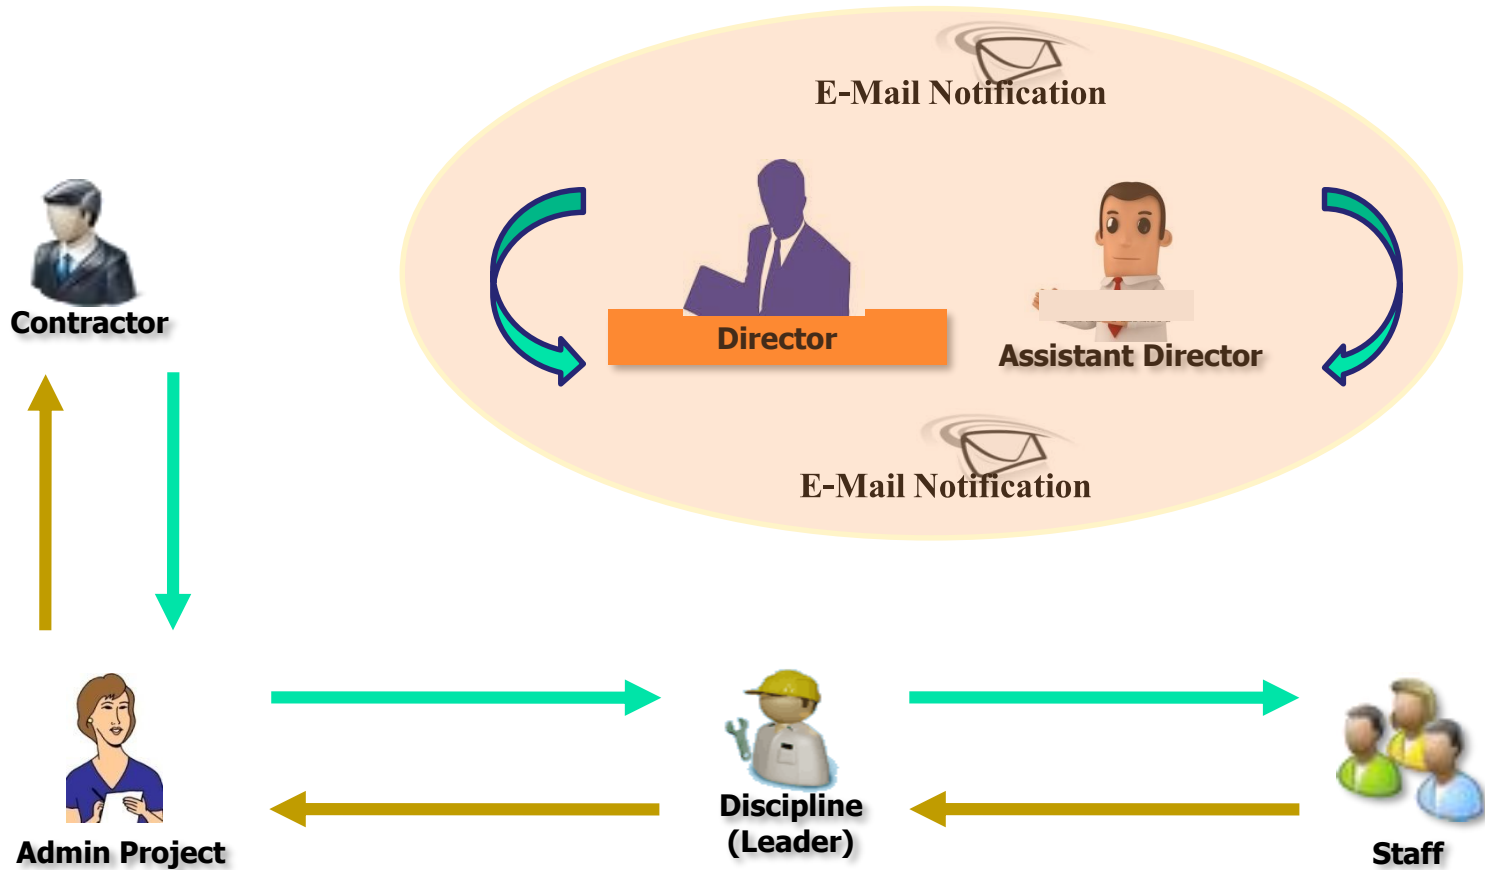 E-Mail Notification
Contractor
Director
Assistant Director
E-Mail Notification
Admin Project
Discipline
(Leader)
Staff